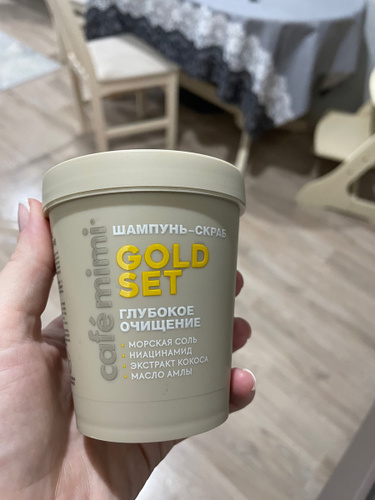 café mimi
ШАМПУНЬ-СКРАБ
GOLD
SET
ГЛУБОКОЕ
ОЧИЩЕНИЕ
МОРСКАЯ СОЛЬ
НИАЦИНАМИД
ЭКСТРАКТ КОКОСА
МАСЛО АМЛЫ